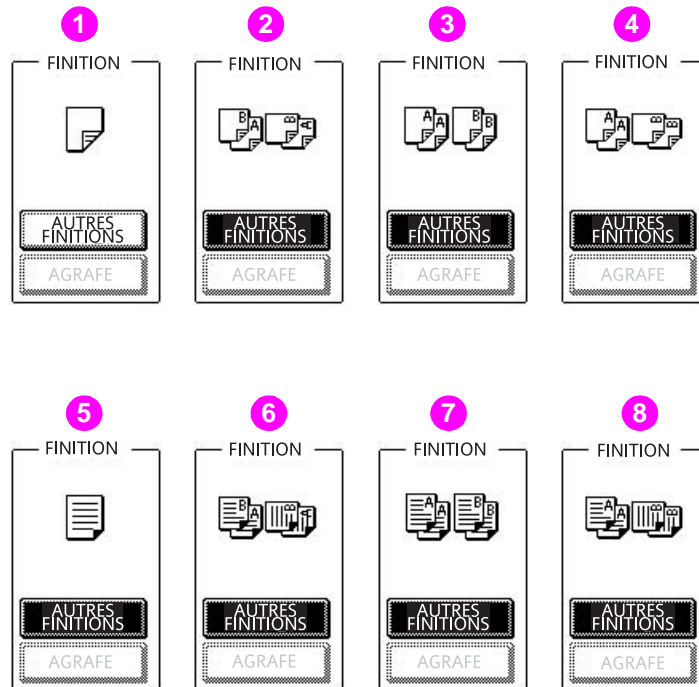 1 2 3 4
FINITION FINITION FINITION FINITION
B A B A A A B B A A B B
AUTRES FINITIONS AUTRES FINITIONS AUTRES FINITIONS AUTRES FINITIONS
AGRAFE AGRAFE AGRAFE AGRAFE
5 6 7 8
FINITION FINITION FINITION FINITION
B A B A A A B B A A B B
AUTRES FINITIONS AUTRES FINITIONS AUTRES FINITIONS AUTRES FINITIONS
AGRAFE AGRAFE AGRAFE AGRAFE